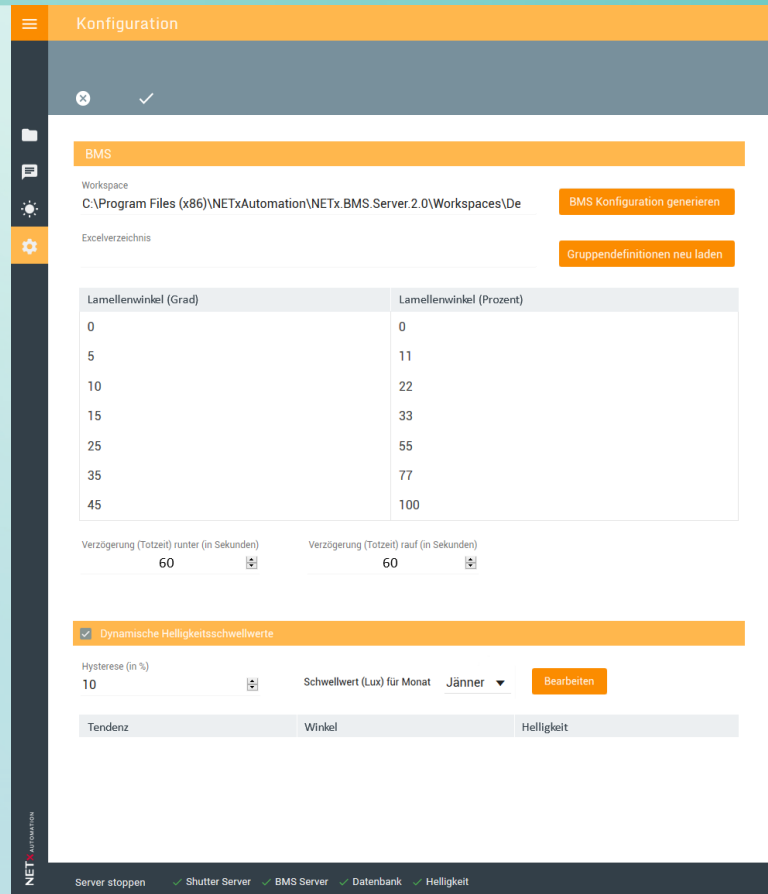 Konfiguration
BMS
Workspace
C:\Program Files (x86)\NETxAutomation\NETx.BMS.Server.2.0\Workspaces\De
BMS Konfiguration generieren
Excelverzeichnis
Gruppendefinitionen neu laden
Lamellenwinkel (Grad) Lamellenwinkel (Prozent)
0 0
5 11
10 22
15 33
25 55
35 77
45 100
Verzögerung (Totzeit) runter (in Sekunden) Verzögerung (Totzeit) rauf (in Sekunden)
60 60
Dynamische Helligkeitsschwellwerte
Hysterese (in %)
10 Schwellwert (Lux) für Monat Jänner Bearbeiten
Tendenz Winkel Helligkeit
NETX AUTOMATION
Server stoppen Shutter Server BMS Server Datenbank Helligkeit